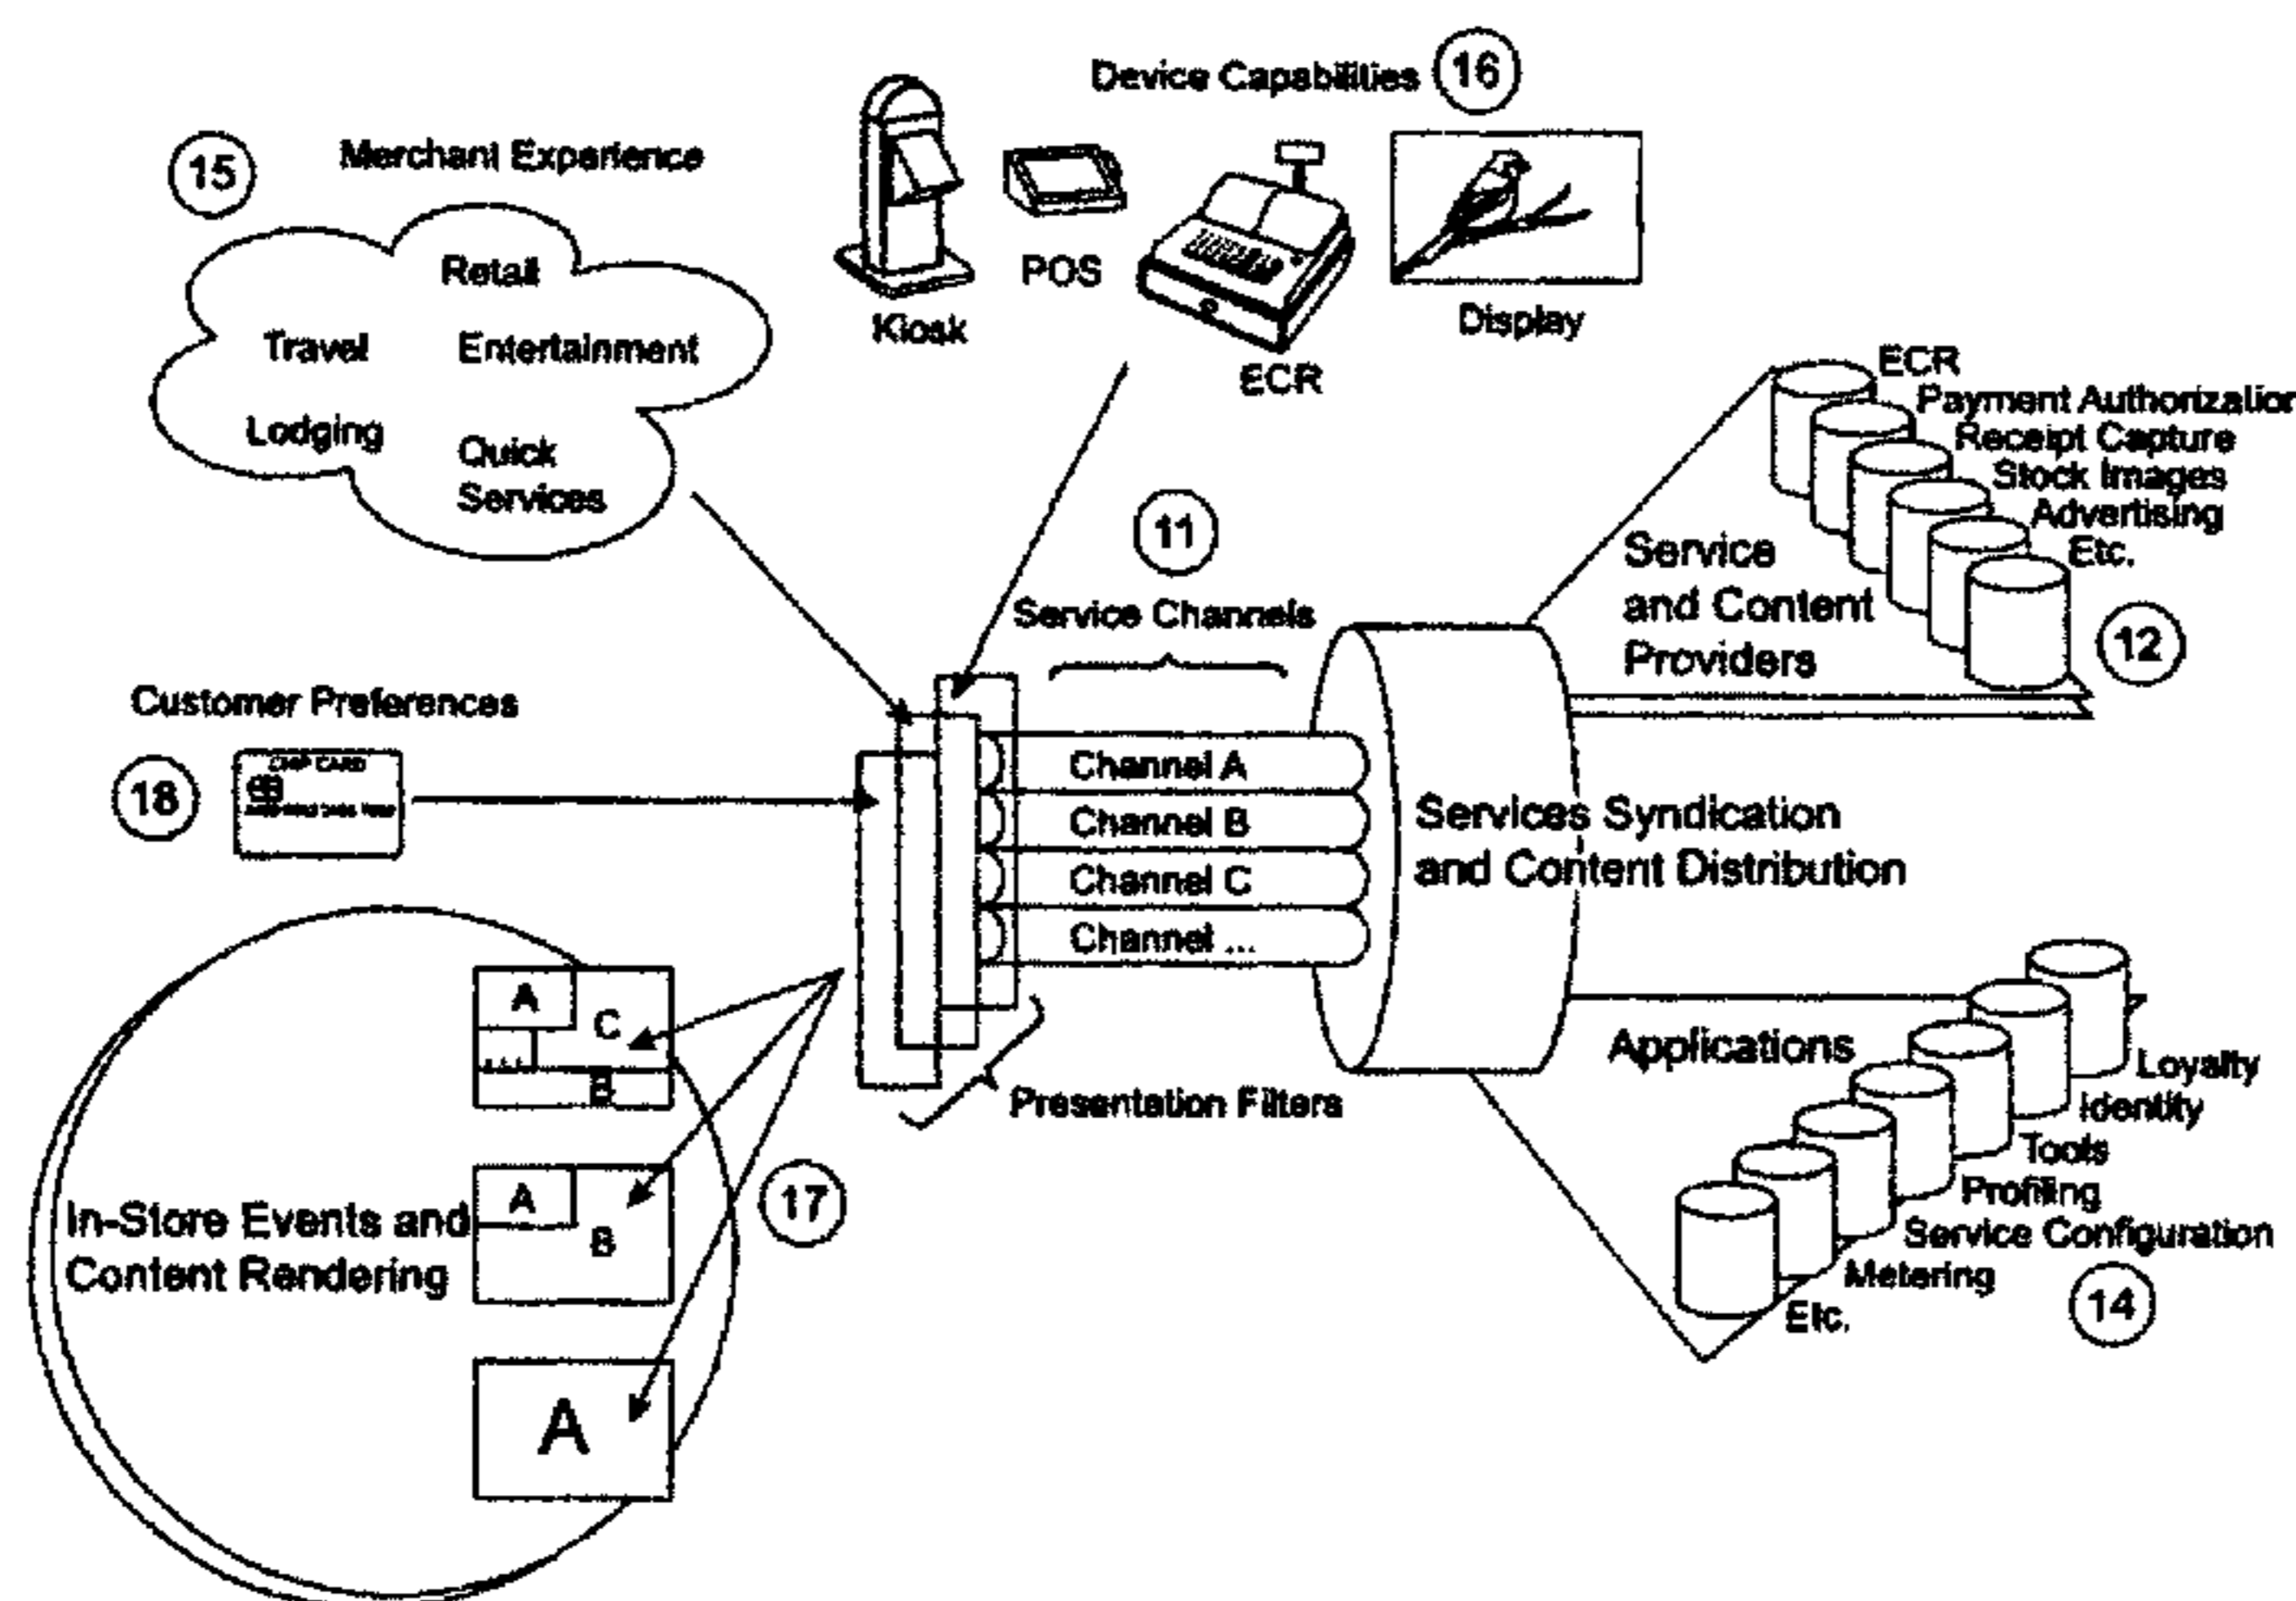 Device Capabilities 16
15 Merchant Experience
Retail
Travel Entertainment
Lodging
Quick
Services
Kiosk
POS
ECR
Display
ECR
Payment Authorization
Receipt Capture
Stock Images
Advertising
Etc.
Service
and Content
Providers
12
11
Service Channels
Customer Preferences
18
CHIP CARD
Channel A
Channel B
Channel C
Channel ...
Services Syndication
and Content Distribution
Presentation Filters
A
C
B
A
B
17
In-Store Events and
Content Rendering
A
Applications
Loyalty
Identity
Tools
Profiling
Service Configuration
Metering
Etc.
14